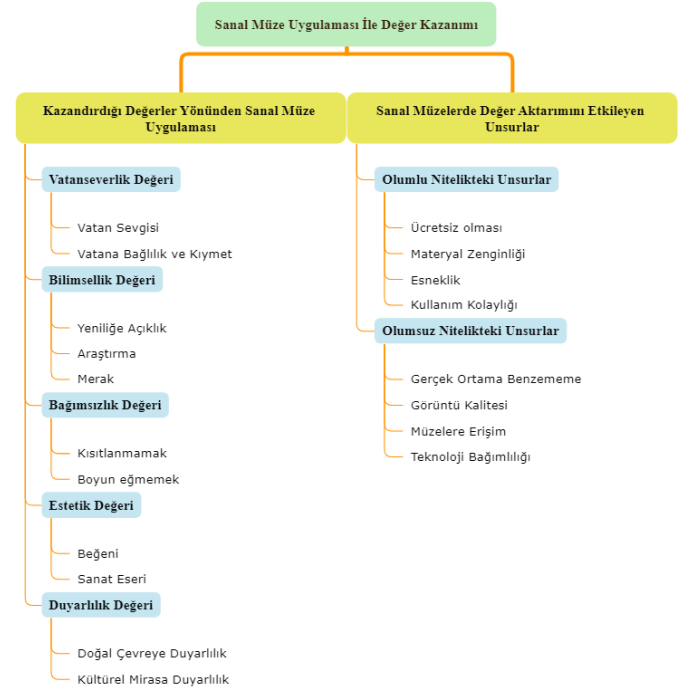 Sanal Müze Uygulaması İle Değer Kazanımı
Kazandırdığı Değerler Yönünden Sanal Müze
Uygulaması
Vatanseverlik Değeri
Vatan Sevgisi
Vatana Bağlılık ve Kıymet
Bilimsellik Değeri
Yeniliğe Açıklık
Araştırma
Merak
Bağımsızlık Değeri
Kısıtlanmamak
Boyun eğmemek
Estetik Değeri
Beğeni
Sanat Eseri
Duyarlılık Değeri
Doğal Çevreye Duyarlılık
Kültürel Mirasa Duyarlılık
Sanal Müzelerde Değer Aktarımını Etkileyen
Unsurlar
Olumlu Nitelikteki Unsurlar
Ücretsiz olması
Materyal Zenginliği
Esneklik
Kullanım Kolaylığı
Olumsuz Nitelikteki Unsurlar
Gerçek Ortama Benzememe
Görüntü Kalitesi
Müzelere Erişim
Teknoloji Bağımlılığı